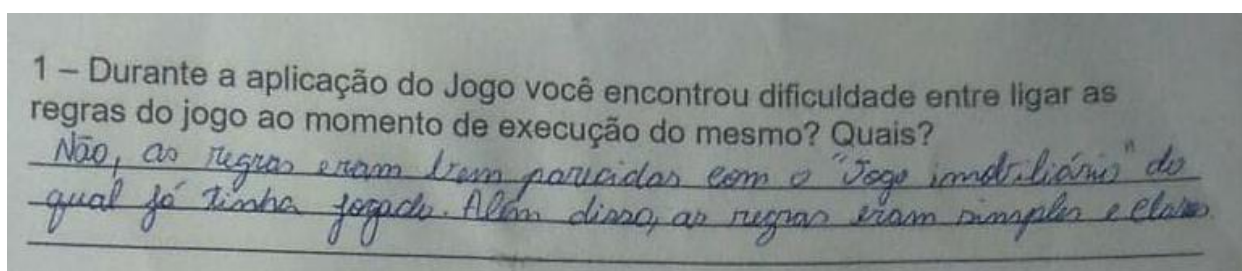 1 – Durante a aplicação do Jogo você encontrou dificuldade entre ligar as
regras do jogo ao momento de execução do mesmo? Quais?
Não, as regras eram bem parecidas com o "Jogo imobiliário" do
qual já tinha jogado. Além disso, as regras eram simples e claras